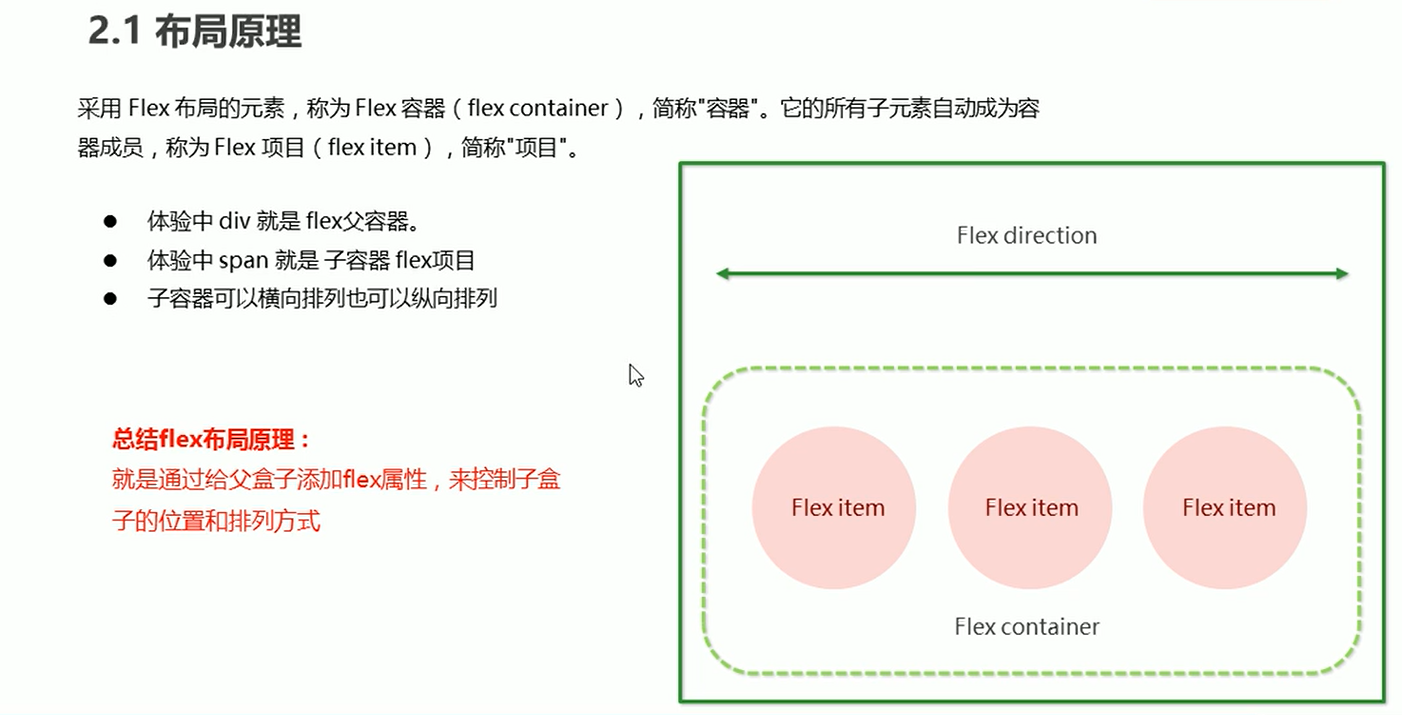 2.1 布局原理
采用 Flex 布局的元素，称为 Flex 容器（flex container），简称"容器"。它的所有子元素自动成为容
器成员，称为 Flex 项目（flex item），简称"项目"。
● 体验中 div 就是 flex父容器。
● 体验中 span 就是 子容器 flex项目
● 子容器可以横向排列也可以纵向排列
总结flex布局原理：
就是通过给父盒子添加flex属性，来控制子盒
子的位置和排列方式
Flex direction
Flex item Flex item Flex item
Flex container